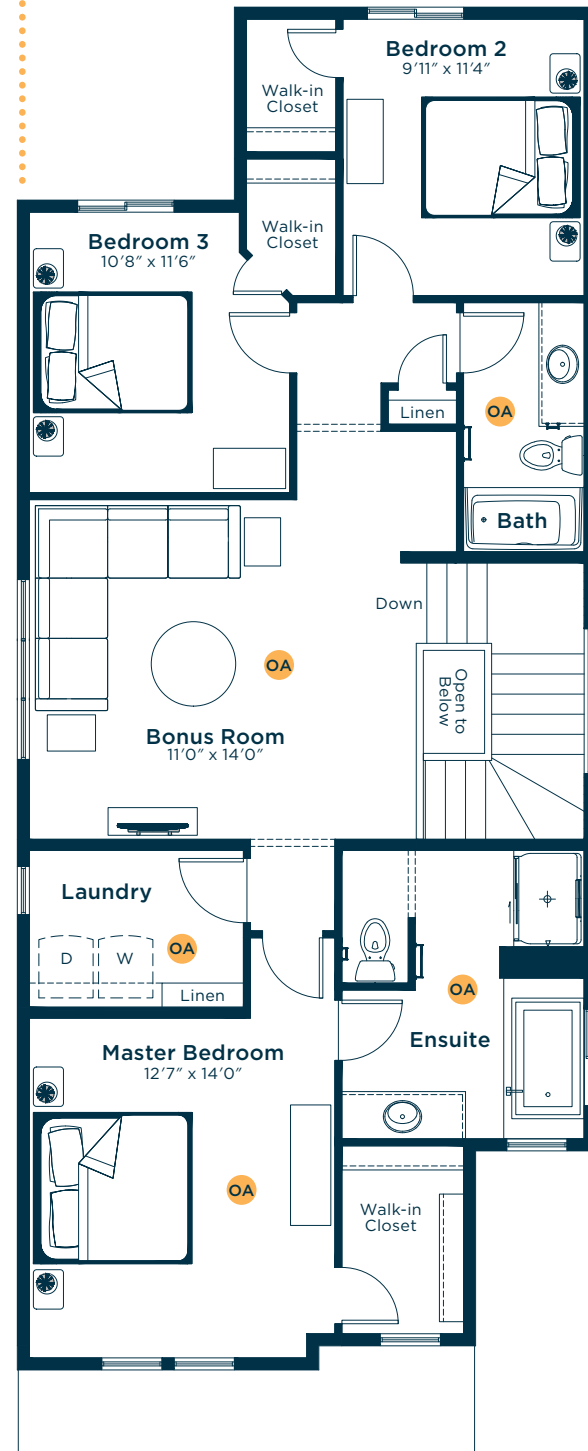 Bedroom 2
9'11" x 11'4"
Walk-in
Closet
Walk-in
Closet
Bedroom 3
10'8" x 11'6"
Linen
OA
Bath
Down
Open to
Below
OA
Bonus Room
11'0" x 14'0"
Laundry
D
W
OA
Linen
OA
Ensuite
Master Bedroom
12'7" x 14'0"
OA
Walk-in
Closet